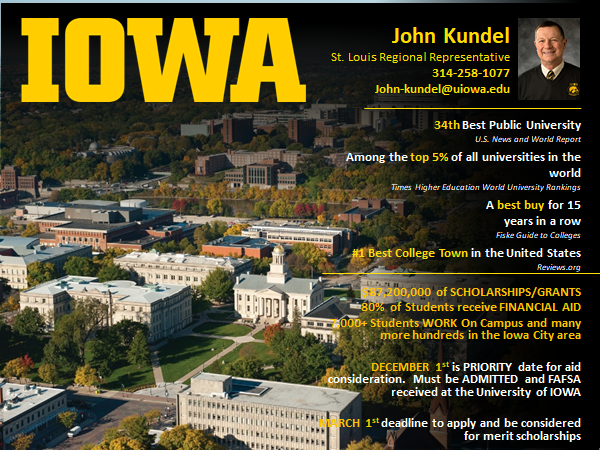 IOWA
John Kundel
St. Louis Regional Representative
314-258-1077
John-kundel@uiowa.edu
34th Best Public University
U.S. News and World Report
Among the top 5% of all universities in the
world
Times Higher Education World University Rankings
A best buy for 15
years in a row
Fiske Guide to Colleges
#1 Best College Town in the United States
Reviews.org
$87,200,000 of SCHOLARSHIPS/GRANTS
80% of Students receive FINANCIAL AID
Students WORK On Campus and many
more hundreds in the Iowa City area
DECEMBER 1st is PRIORITY date for aid
consideration. Must be ADMITTED and FAFSA
received at the University of IOWA
MARCH 1st deadline to apply and be considered
for merit scholarships